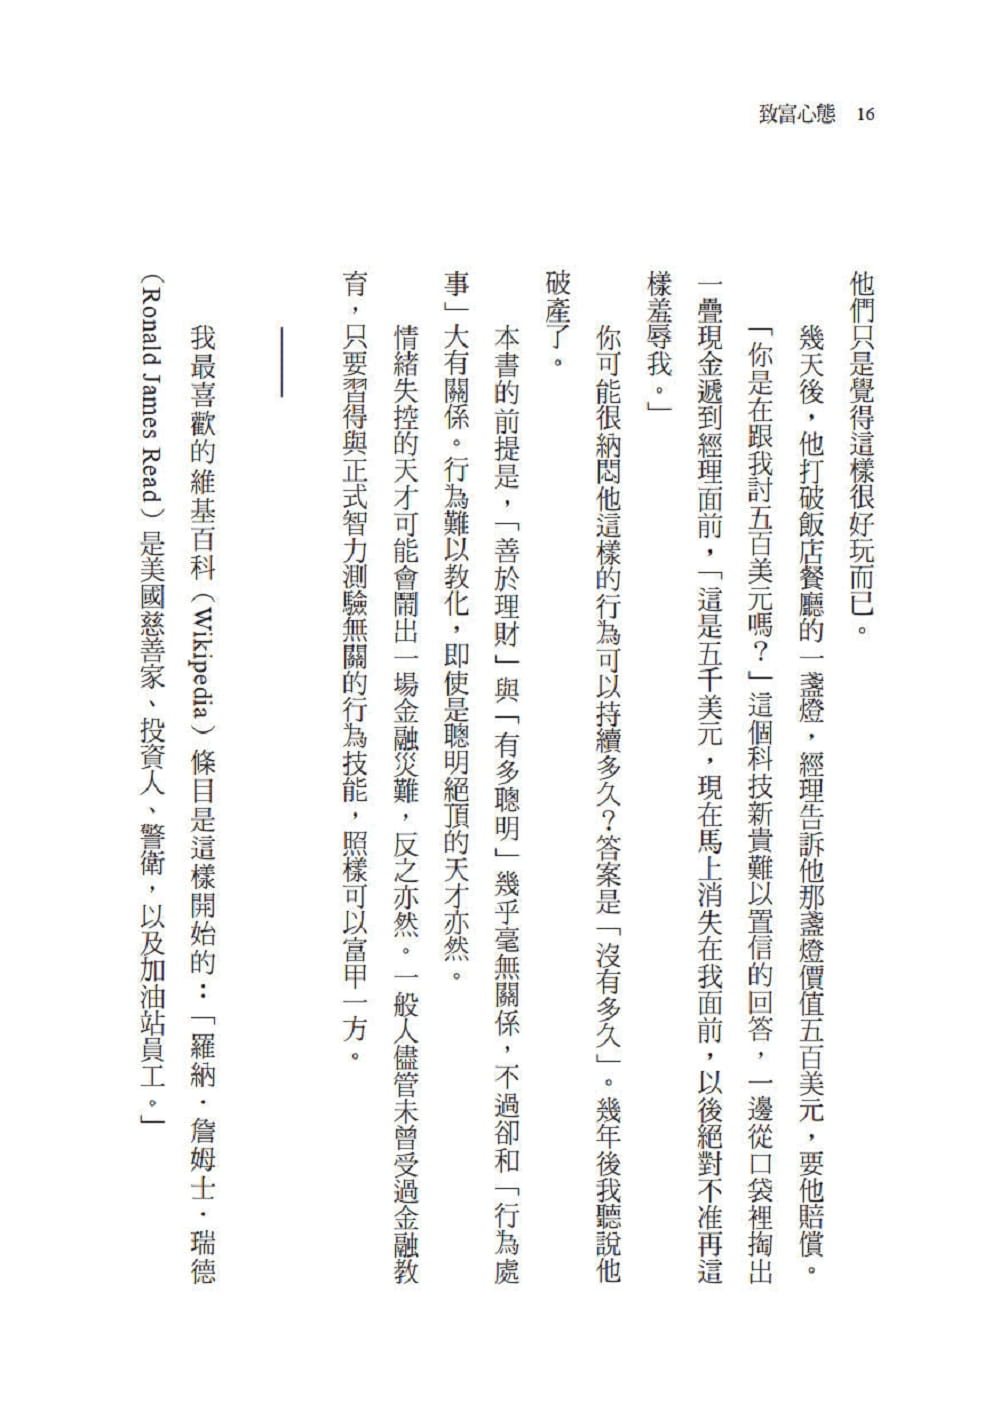 致富心態 16
他們只是覺得這樣很好玩而已。
幾天後，他打破飯店餐廳的一盞燈，經理告訴他那盞燈價值五百美元，要他賠償。
「你是在跟我討五百美元嗎？」這個科技新貴難以置信的回答，一邊從口袋裡掏出
一疊現金遞到經理面前，「這是五千美元，現在馬上消失在我面前，以後絕對不准再這
樣羞辱我。」
你可能很納悶他這樣的行為可以持續多久？答案是「沒有多久」。幾年後我聽說他
破產了。
本書的前提是，「善於理財」與「有多聰明」幾乎毫無關係，不過卻和「行為處
事」大有關係。行為難以教化，即使是聰明絕頂的天才亦然。
情緒失控的天才可能會鬧出一場金融災難，反之亦然。一般人儘管未曾受過金融教
育，只要習得與正式智力測驗無關的行為技能，照樣可以富甲一方。
我最喜歡的維基百科（Wikipedia）條目是這樣開始的：「羅納．詹姆士．瑞德
（Ronald James Read）是美國慈善家、投資人、警衛，以及加油站員工。」